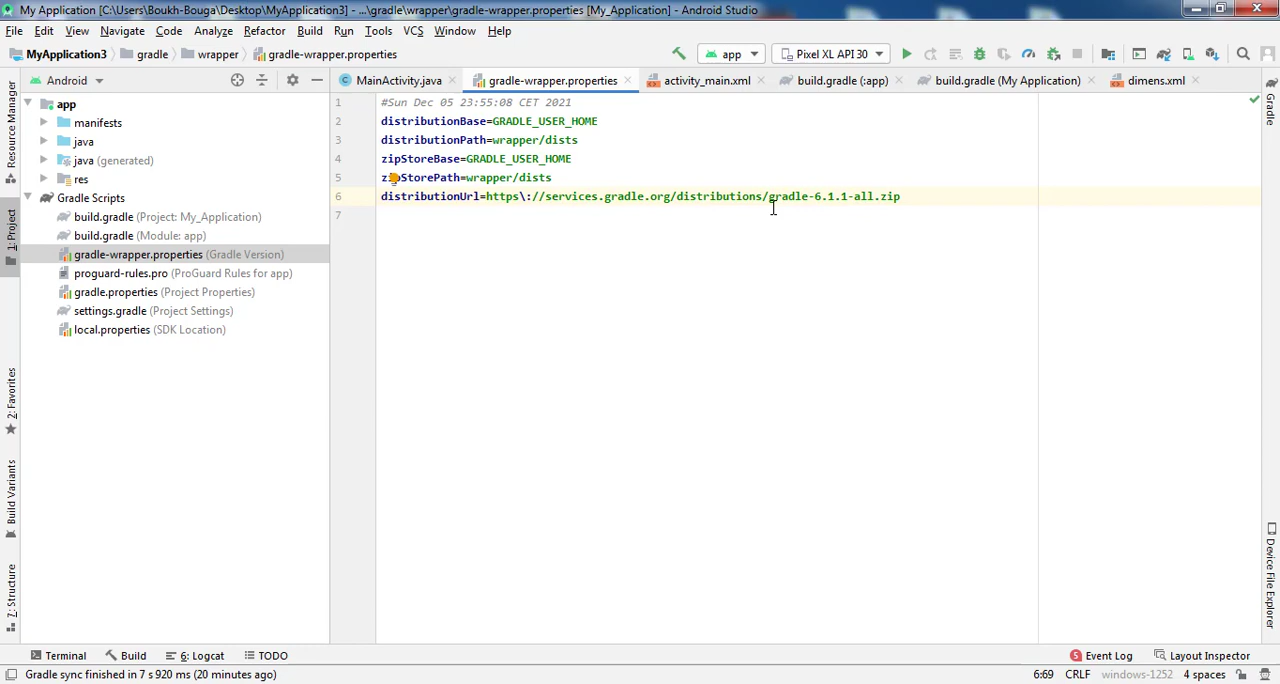 My Application [C:\Users\Boukh-Bouga\Desktop\MyApplication3] - ...\gradle\wrapper\gradle-wrapper.properties [My_Application] - Android Studio
File Edit View Navigate Code Analyze Refactor Build Run Tools VCS Window Help
MyApplication3 gradle wrapper gradle-wrapper.properties app Pixel XL API 30
Android MainActivity.java gradle-wrapper.properties activity_main.xml build.gradle (:app) build.gradle (My Application) dimens.xml
Resource Manager
1: Project
2: Favorites
Build Variants
7: Structure
app
manifests
java
java (generated)
res
Gradle Scripts
build.gradle (Project: My_Application)
build.gradle (Module: app)
gradle-wrapper.properties (Gradle Version)
proguard-rules.pro (ProGuard Rules for app)
gradle.properties (Project Properties)
settings.gradle (Project Settings)
local.properties (SDK Location)
1 #Sun Dec 05 23:55:08 CET 2021
2 distributionBase=GRADLE_USER_HOME
3 distributionPath=wrapper/dists
4 zipStoreBase=GRADLE_USER_HOME
5 zipStorePath=wrapper/dists
6 distributionUrl=https\://services.gradle.org/distributions/gradle-6.1.1-all.zip
7
Gradle
Device File Explorer
Terminal Build 6: Logcat TODO 5 Event Log Layout Inspector
Gradle sync finished in 7 s 920 ms (20 minutes ago) 6:69 CRLF windows-1252 4 spaces